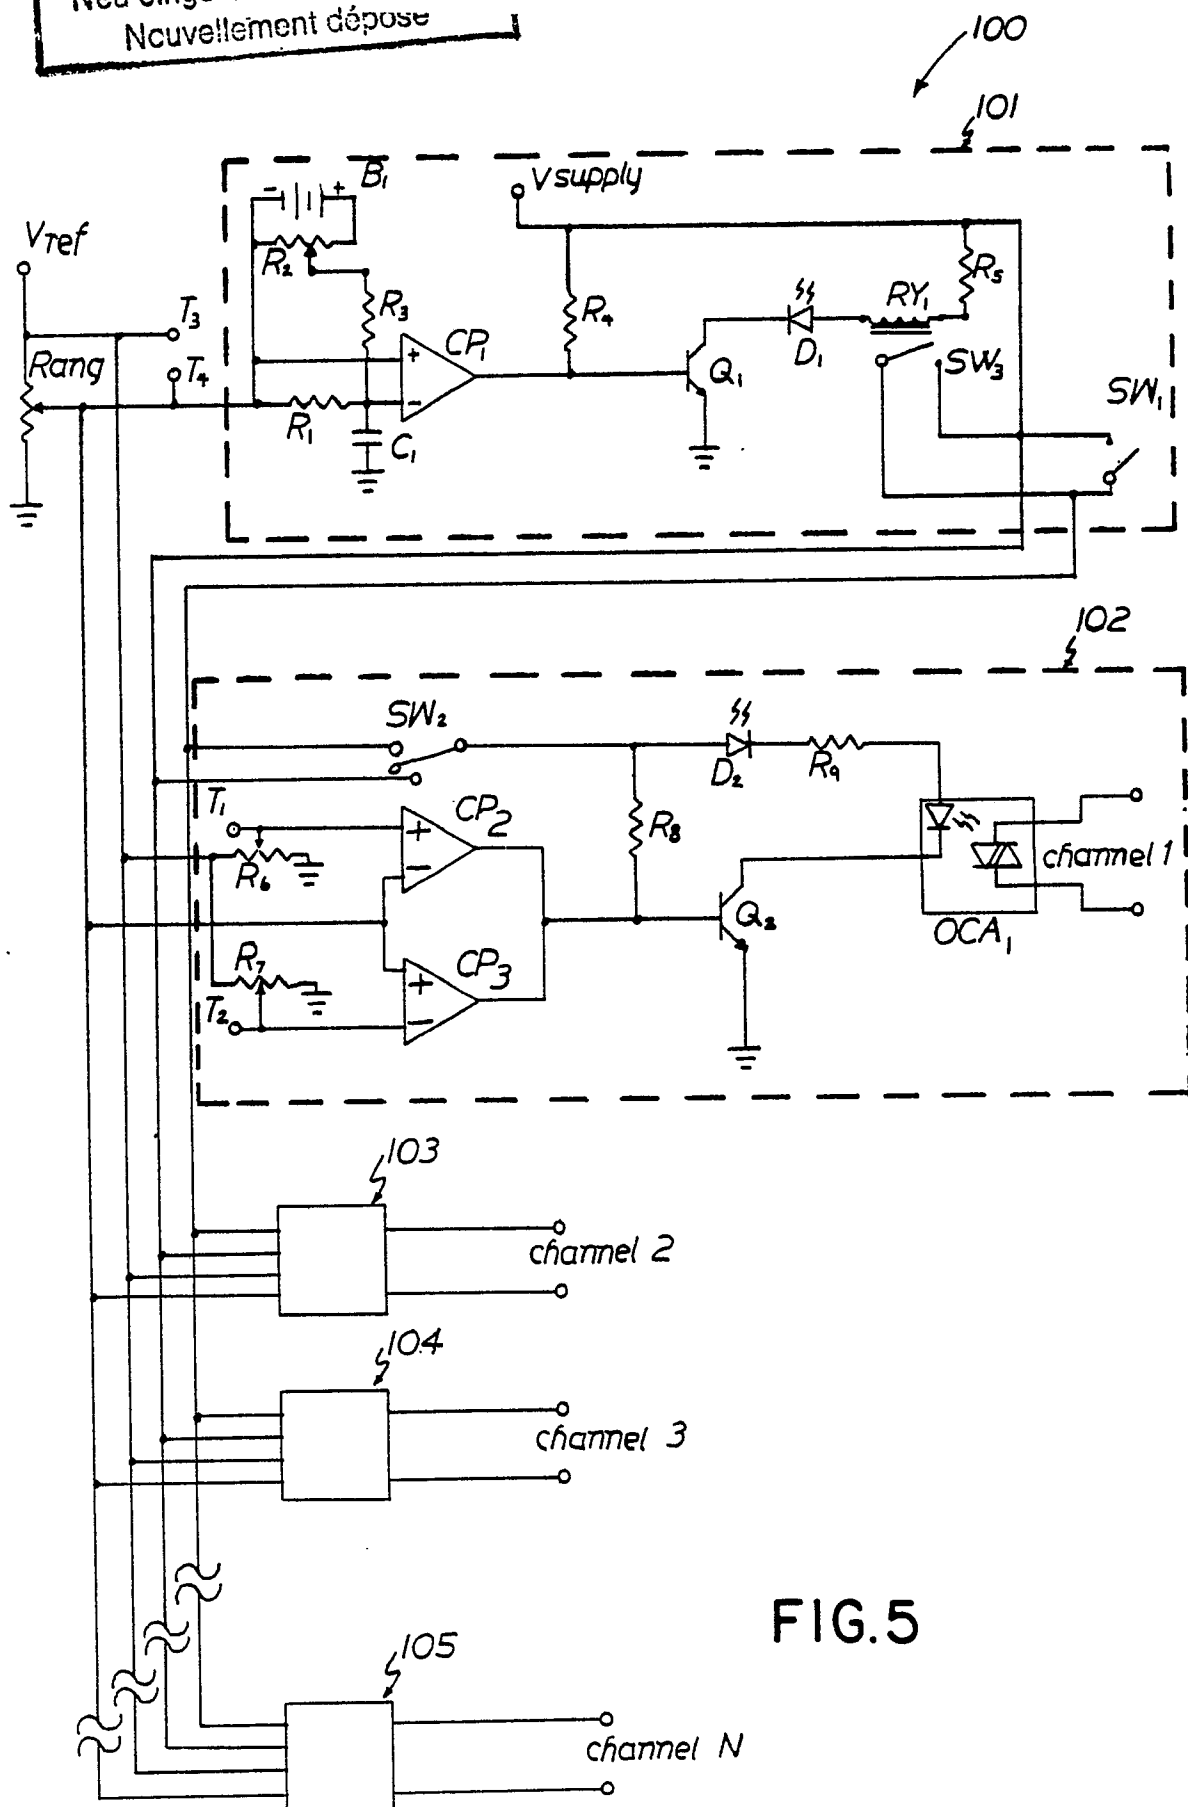 Nouvellement déposé
100
101
B₁
- +
Vsupply
VTef
R₂
R₃
T₃
CP₁
R₄
D₁
RY₁
R₅
Rang
T₄
+
-
Q₁
SW₃
SW₁
R₁
C₁
102
SW₂
D₂
R₉
T₁
CP₂
+
-
R₈
R₆
channel 1
Q₂
OCA₁
R₇
CP₃
+
-
T₂
103
channel 2
104
channel 3
FIG.5
105
channel N